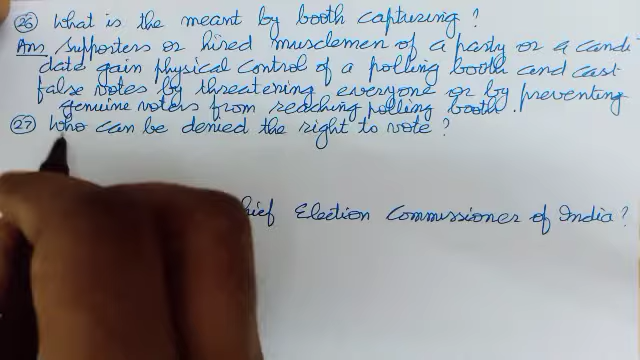 26 What is the meant by booth capturing ?
Ans Supporters or hired musclemen of a party or a candi-
date gain physical control of a polling booth and cast
false votes by threatening everyone or by preventing
genuine voters from reaching polling booth.
27 Who can be denied the right to vote ?
Election Commissioner of India ?